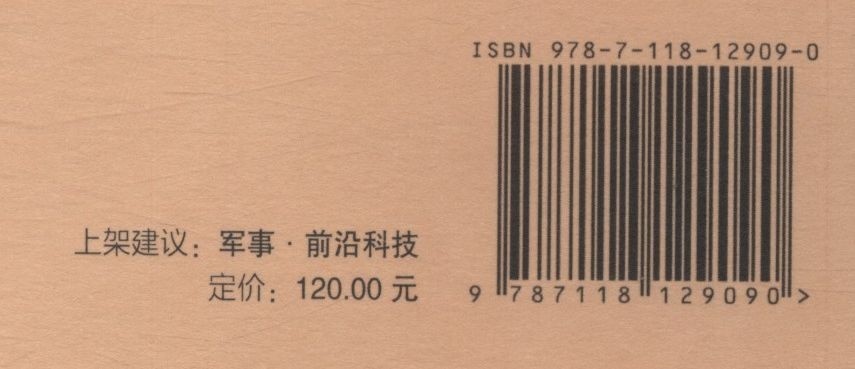 ISBN 978-7-118-12909-0
上架建议：军事·前沿科技
定价：120.00 元
9 787118 129090 >